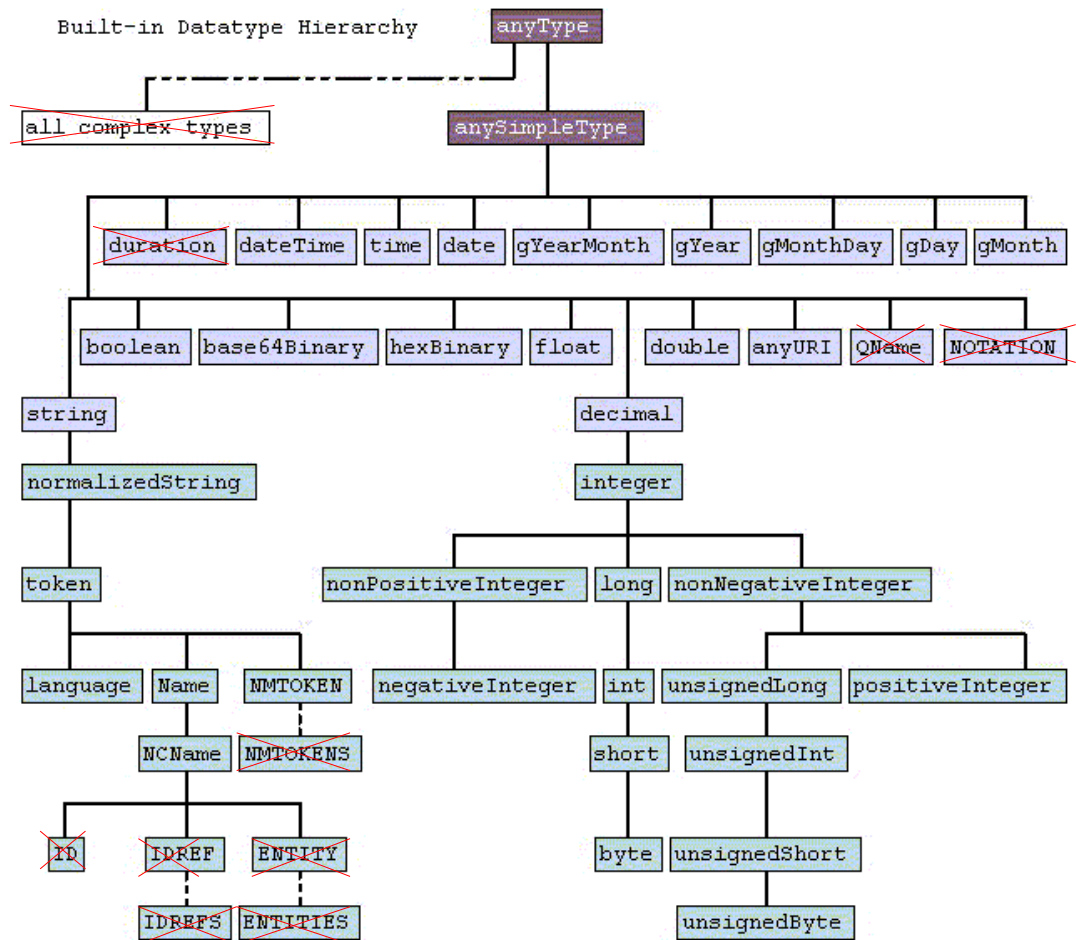 Built-in Datatype Hierarchy
anyType
all complex types
anySimpleType
duration dateTime time date gYearMonth gYear gMonthDay gDay gMonth
boolean base64Binary hexBinary float double anyURI QName NOTATION
string decimal
normalizedString integer
token nonPositiveInteger long nonNegativeInteger
language Name NMTOKEN negativeInteger int unsignedLong positiveInteger
NCName NMTOKENS short unsignedInt
ID IDREF ENTITY byte unsignedShort
IDREFS ENTITIES unsignedByte